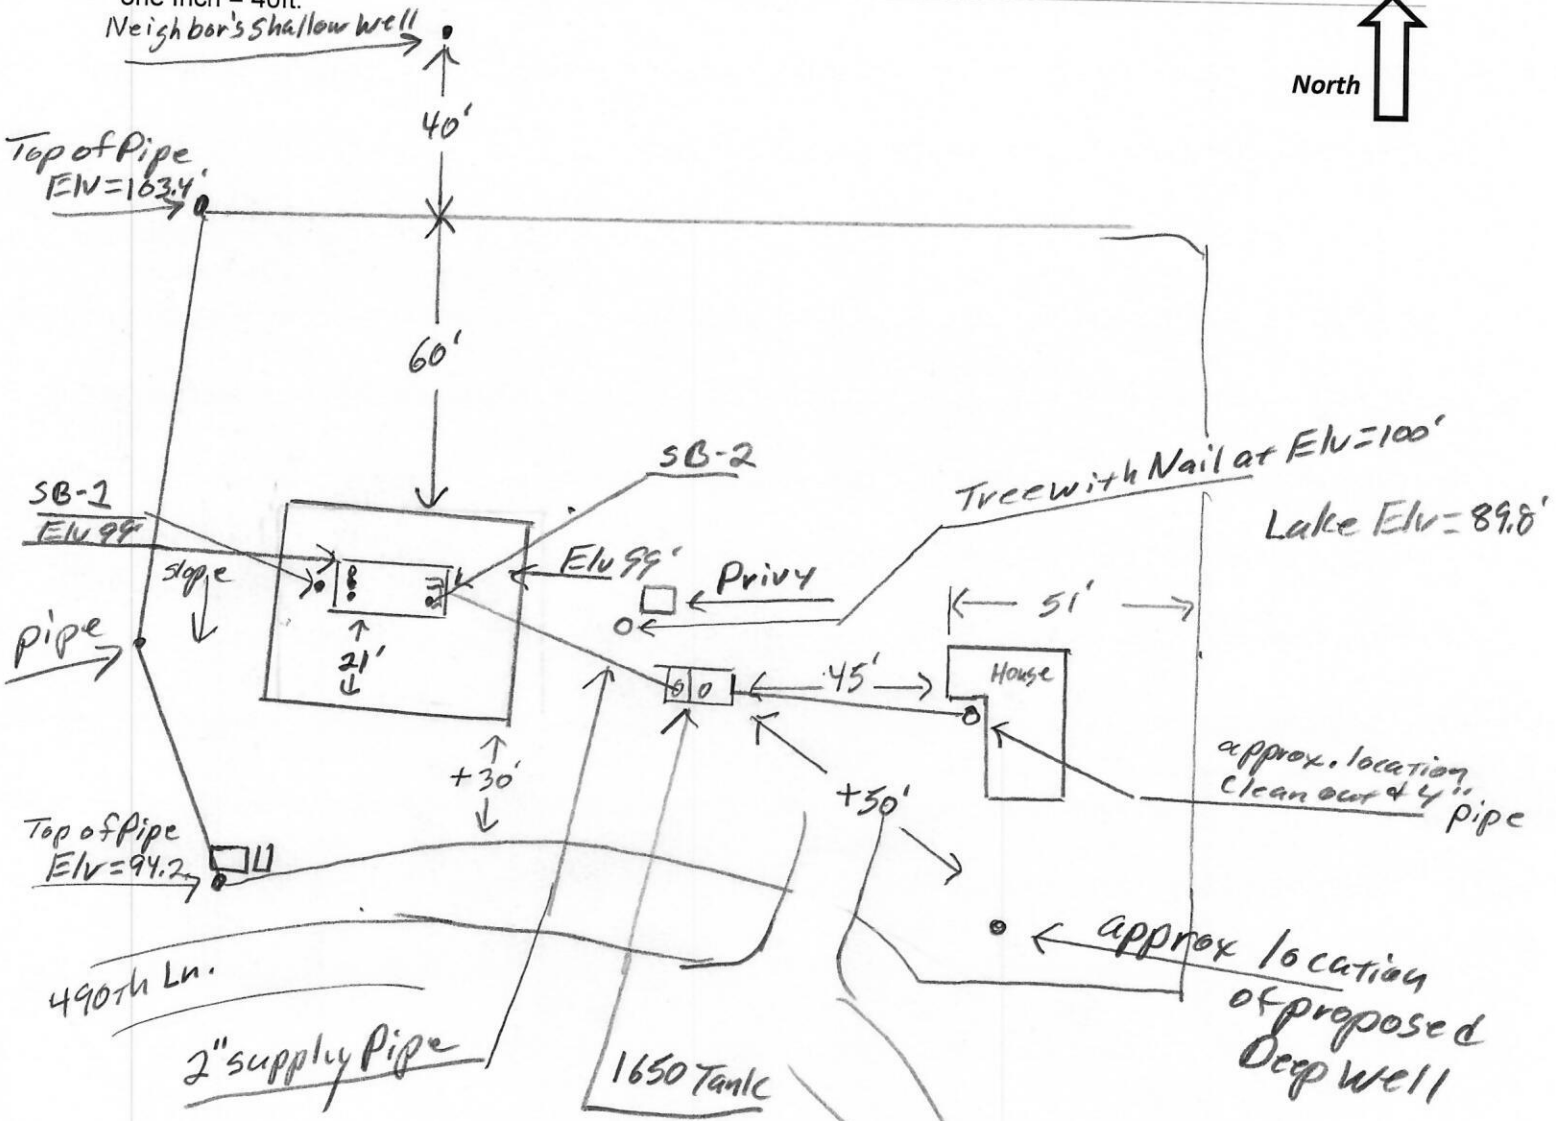 one inch = 40ft.
Neighbor's Shallow Well
North
40'
Top of Pipe
Elv=103.4'
60'
SB-2
Tree with Nail at Elv=100'
SB-1
Elv 99'
Lake Elv=89.8'
slope
Elv 99'
Privy
51'
pipe
21'
45'
House
+30'
+50'
approx. location
Clean out & 4" pipe
Top of Pipe
Elv=94.2
approx location
of proposed
Deep Well
490th Ln.
2" supply Pipe
1650 Tank